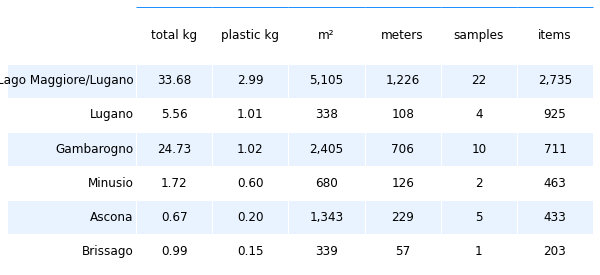 total kg plastic kg m² meters samples items
Lago Maggiore/Lugano 33.68 2.99 5,105 1,226 22 2,735
Lugano 5.56 1.01 338 108 4 925
Gambarogno 24.73 1.02 2,405 706 10 711
Minusio 1.72 0.60 680 126 2 463
Ascona 0.67 0.20 1,343 229 5 433
Brissago 0.99 0.15 339 57 1 203